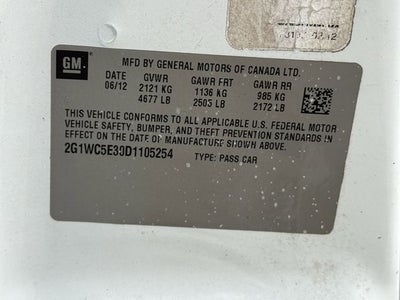 GM
MFD BY GENERAL MOTORS OF CANADA LTD.
DATE GVWR GAWR FRT GAWR RR
06/12 2121 KG 1136 KG 985 KG
4677 LB 2503 LB 2172 LB
THIS VEHICLE CONFORMS TO ALL APPLICABLE U.S. FEDERAL MOTOR
VEHICLE SAFETY, BUMPER, AND THEFT PREVENTION STANDARDS IN
EFFECT ON THE DATE OF MANUFACTURE SHOWN ABOVE.
2G1WC5E39D1105254 TYPE: PASS CAR